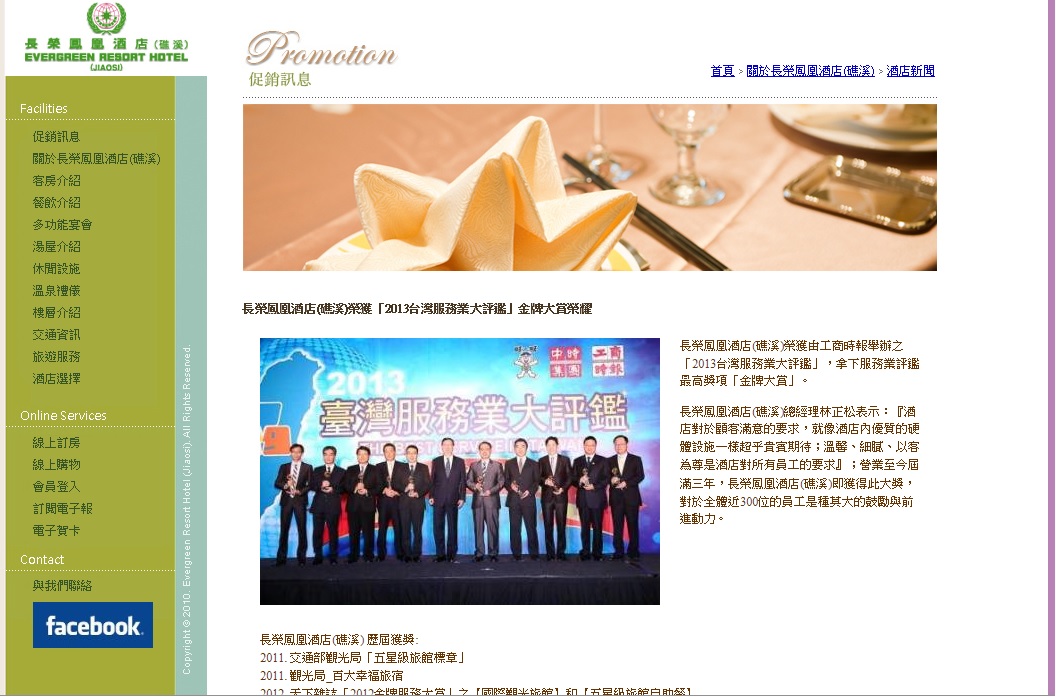 長榮鳳凰酒店(礁溪)
EVERGREEN RESORT HOTEL
(JIAOSI)
Promotion
促銷訊息
首頁 > 關於長榮鳳凰酒店(礁溪) > 酒店新聞
Facilities
促銷訊息
關於長榮鳳凰酒店(礁溪)
客房介紹
餐飲介紹
多功能宴會
湯屋介紹
休閒設施
溫泉禮儀
樓層介紹
交通資訊
旅遊服務
酒店選擇
Online Services
線上訂房
線上購物
會員登入
訂閱電子報
電子賀卡
Contact
與我們聯絡
facebook.
Copyright © 2010. Evergreen Resort Hotel (Jiaosi). All Rights Reserved.
長榮鳳凰酒店(礁溪)榮獲「2013台灣服務業大評鑑」金牌大賞榮耀
旺旺
中時
集團
工商
時報
2013
臺灣服務業大評鑑
長榮鳳凰酒店(礁溪)榮獲由工商時報舉辦之
「2013台灣服務業大評鑑」，拿下服務業評鑑
最高獎項「金牌大賞」。
長榮鳳凰酒店(礁溪)總經理林正松表示：『酒
店對於顧客滿意的要求，就像酒店內優質的硬
體設施一樣超乎貴賓期待；溫馨、細膩、以客
為尊是酒店對所有員工的要求』；營業至今屆
滿三年，長榮鳳凰酒店(礁溪)即獲得此大獎，
對於全體近300位的員工是種莫大的鼓勵與前
進動力。
長榮鳳凰酒店(礁溪) 歷屆獲獎:
2011. 交通部觀光局「五星級旅館標章」
2011. 觀光局_百大幸福旅宿
2012. 天下雜誌「2012金牌服務大賞」之【國際觀光旅館】和【五星級旅館自助餐】